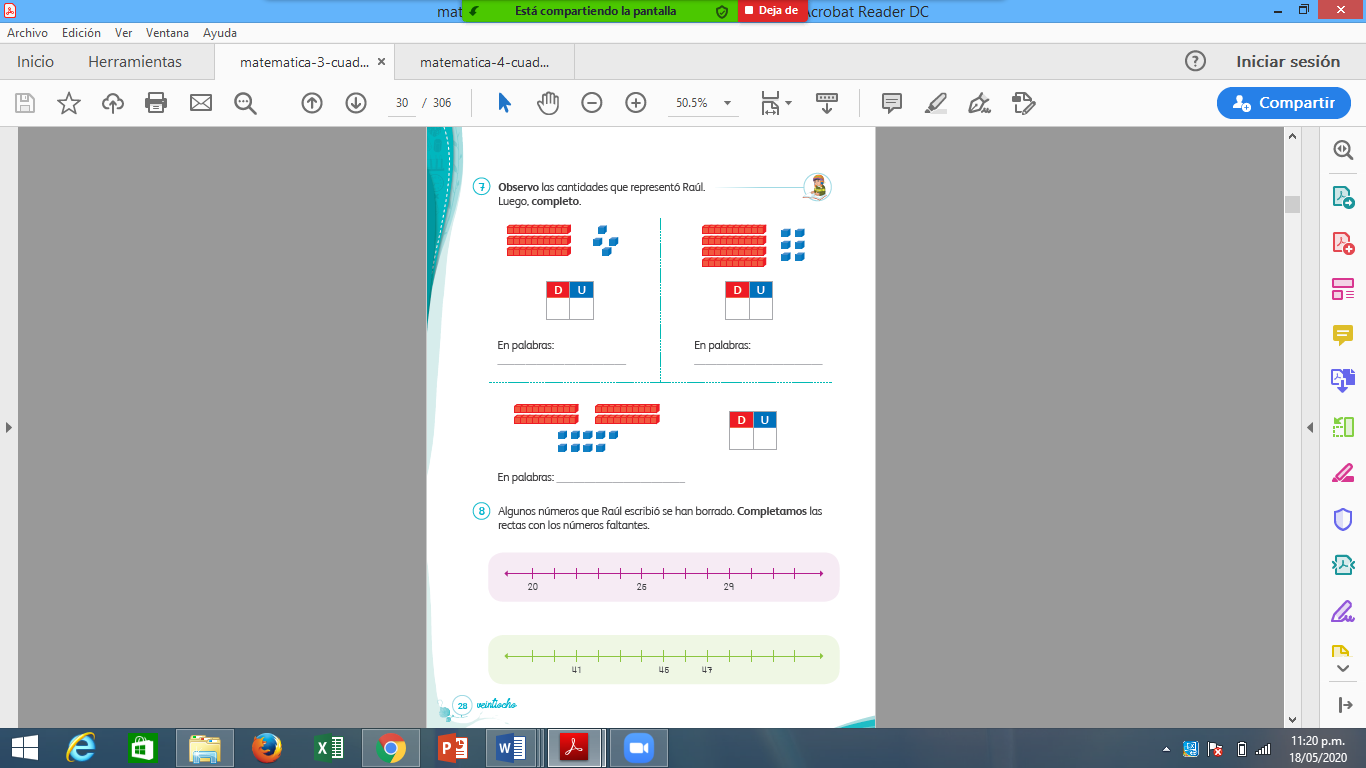 mat
Está compartiendo la pantalla
Deja de
Acrobat Reader DC
Archivo Edición Ver Ventana Ayuda
Inicio Herramientas matematica-3-cuad... × matematica-4-cuad... Iniciar sesión
30 / 306 50.5% Compartir
7 Observo las cantidades que representó Raúl.
Luego, completo.
D U D U
En palabras: En palabras:
D U
En palabras:
8 Algunos números que Raúl escribió se han borrado. Completamos las
rectas con los números faltantes.
20 25 29
41 45 47
28 veintiocho
11:20 p.m.
18/05/2020